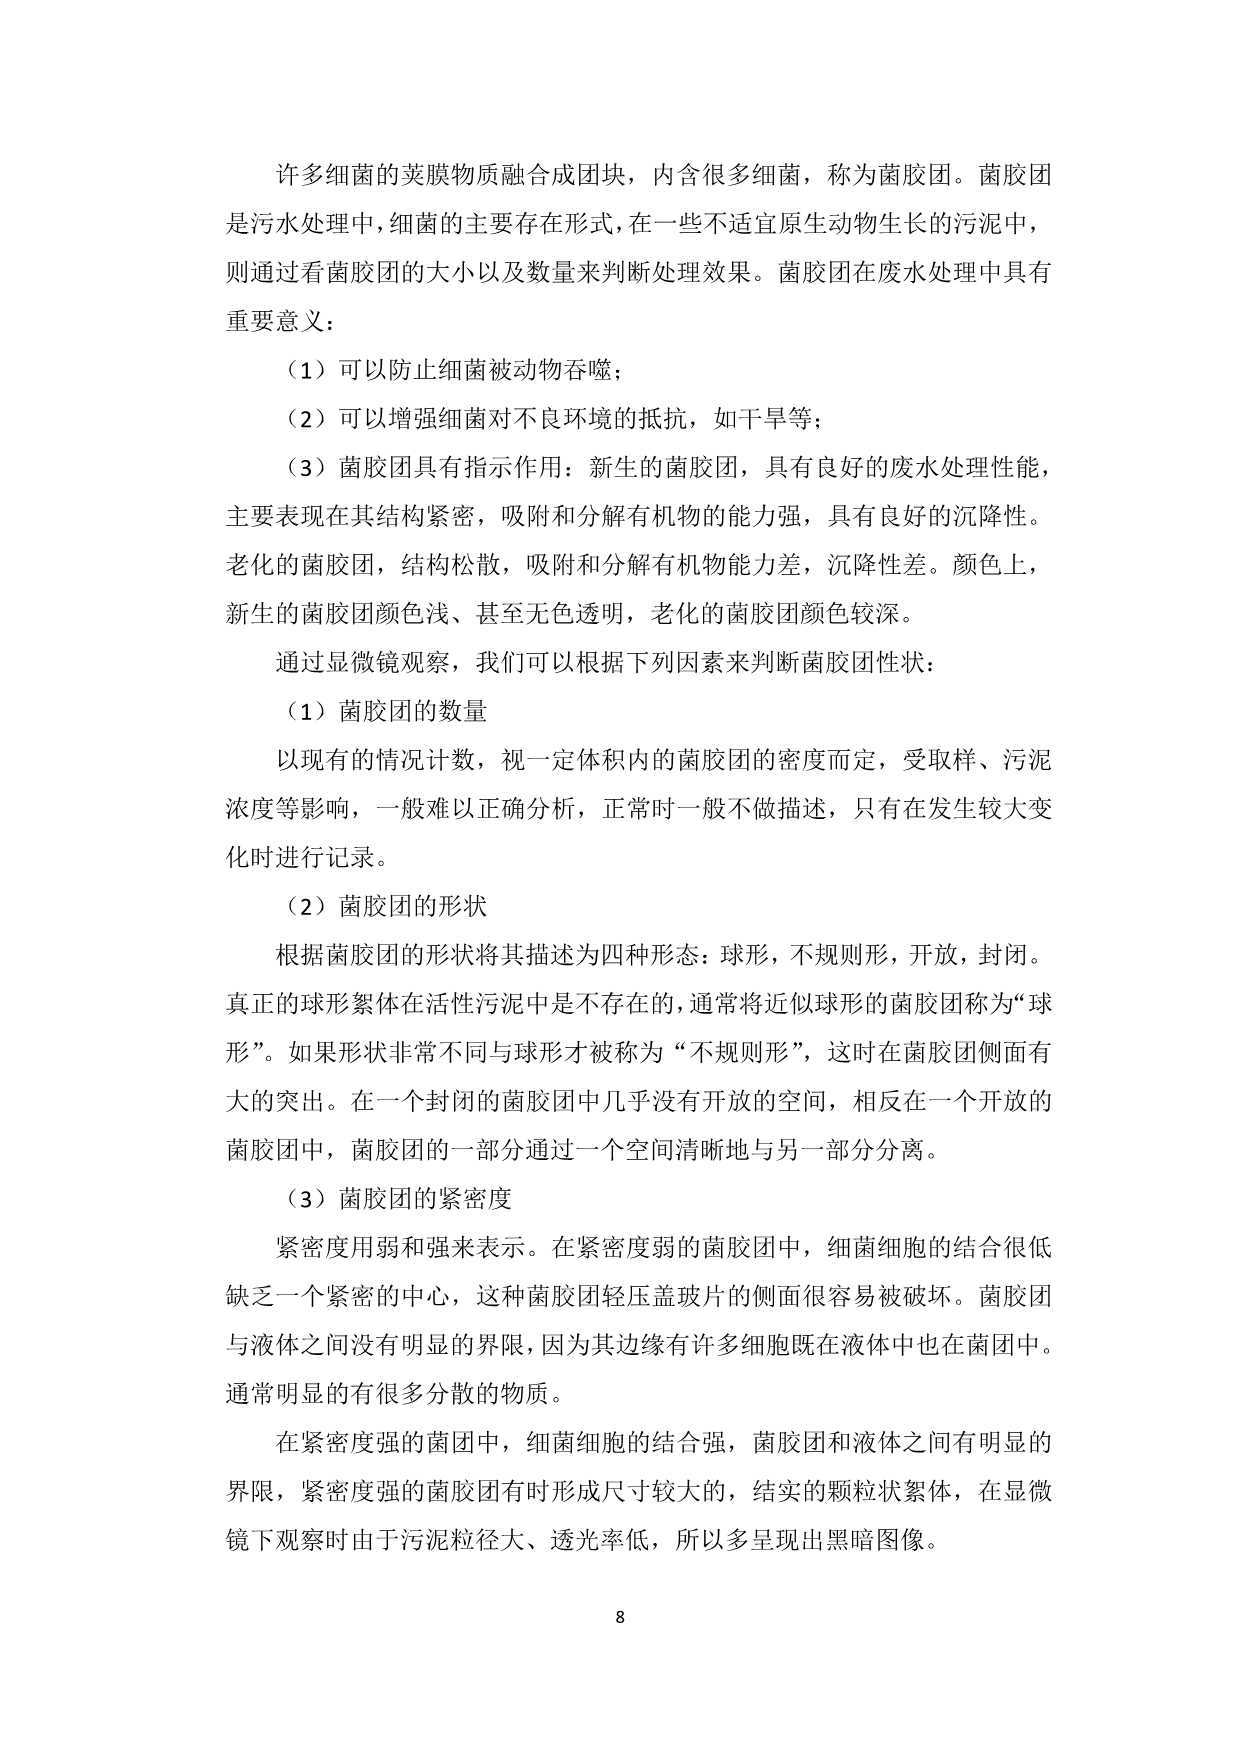 许多细菌的荚膜物质融合成团块，内含很多细菌，称为菌胶团。菌胶团
是污水处理中，细菌的主要存在形式，在一些不适宜原生动物生长的污泥中，
则通过看菌胶团的大小以及数量来判断处理效果。菌胶团在废水处理中具有
重要意义：
（1）可以防止细菌被动物吞噬；
（2）可以增强细菌对不良环境的抵抗，如干旱等；
（3）菌胶团具有指示作用：新生的菌胶团，具有良好的废水处理性能，
主要表现在其结构紧密，吸附和分解有机物的能力强，具有良好的沉降性。
老化的菌胶团，结构松散，吸附和分解有机物能力差，沉降性差。颜色上，
新生的菌胶团颜色浅、甚至无色透明，老化的菌胶团颜色较深。
通过显微镜观察，我们可以根据下列因素来判断菌胶团性状：
（1）菌胶团的数量
以现有的情况计数，视一定体积内的菌胶团的密度而定，受取样、污泥
浓度等影响，一般难以正确分析，正常时一般不做描述，只有在发生较大变
化时进行记录。
（2）菌胶团的形状
根据菌胶团的形状将其描述为四种形态：球形，不规则形，开放，封闭。
真正的球形絮体在活性污泥中是不存在的，通常将近似球形的菌胶团称为“球
形”。如果形状非常不同与球形才被称为“不规则形”，这时在菌胶团侧面有
大的突出。在一个封闭的菌胶团中几乎没有开放的空间，相反在一个开放的
菌胶团中，菌胶团的一部分通过一个空间清晰地与另一部分分离。
（3）菌胶团的紧密度
紧密度用弱和强来表示。在紧密度弱的菌胶团中，细菌细胞的结合很低
缺乏一个紧密的中心，这种菌胶团轻压盖玻片的侧面很容易被破坏。菌胶团
与液体之间没有明显的界限，因为其边缘有许多细胞既在液体中也在菌团中。
通常明显的有很多分散的物质。
在紧密度强的菌团中，细菌细胞的结合强，菌胶团和液体之间有明显的
界限，紧密度强的菌胶团有时形成尺寸较大的，结实的颗粒状絮体，在显微
镜下观察时由于污泥粒径大、透光率低，所以多呈现出黑暗图像。
8